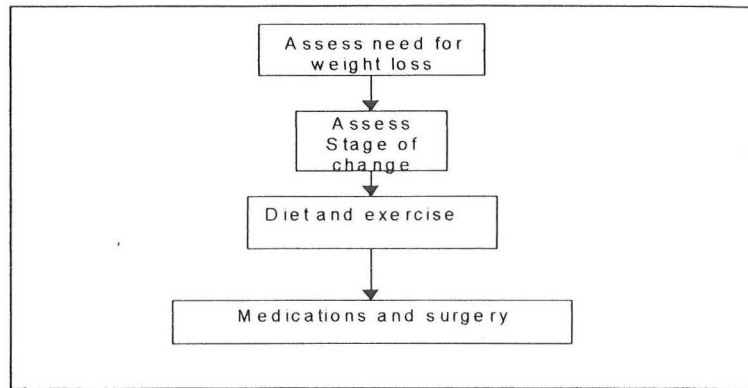 Assess need for
weight loss
Assess
Stage of
change
Diet and exercise
Medications and surgery